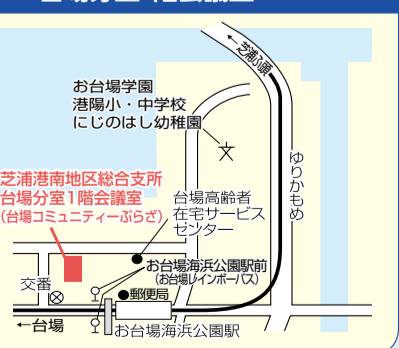 ←芝浦ふ頭
お台場学園
港陽小・中学校
にじのはし幼稚園
文
ゆりかもめ
芝浦港南地区総合支所
台場分室1階会議室
(台場コミュニティーぷらざ)
台場高齢者
在宅サービス
センター
お台場海浜公園駅前
(お台場レインボーバス)
交番
郵便局
←台場
お台場海浜公園駅